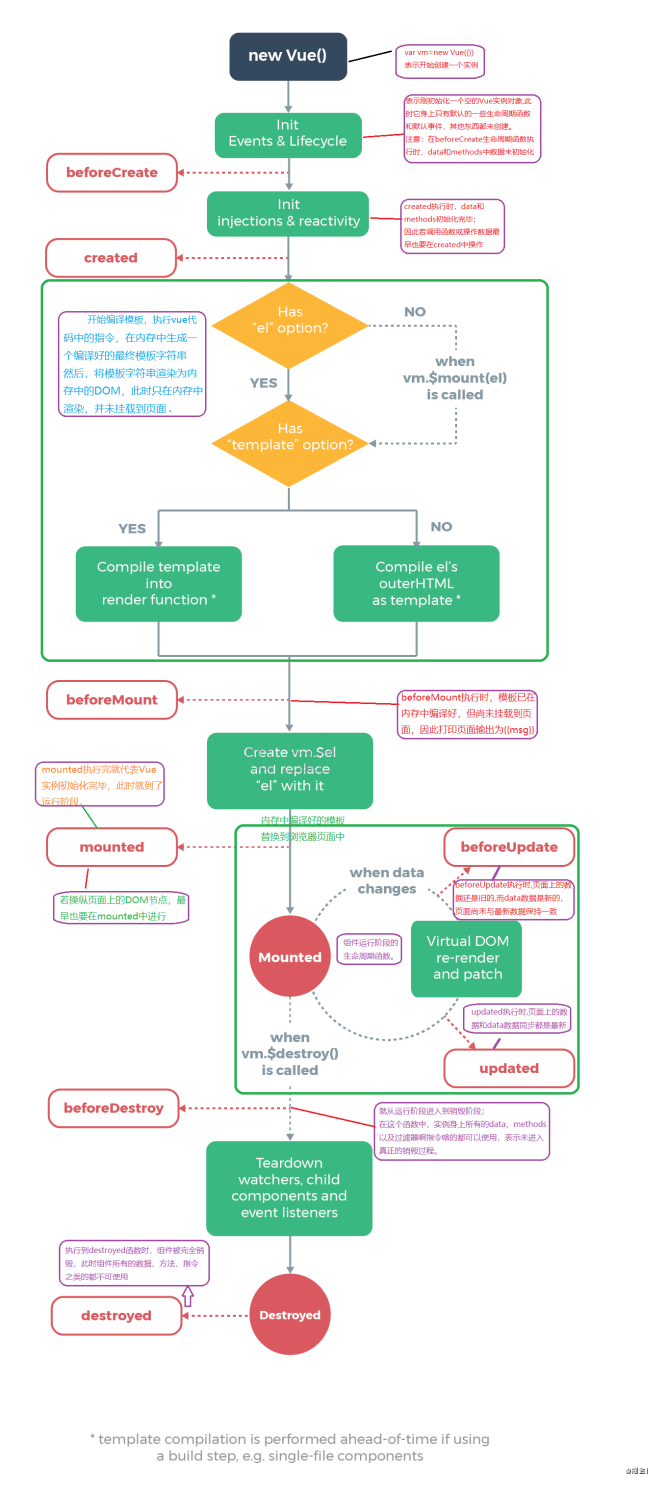 new Vue()
var vm=new Vue({})
表示开始创建一个实例
Init
Events & Lifecycle
表示刚初始化一个空的Vue实例对象,此
时它身上只有默认的一些生命周期函数
和默认事件，其他东西都未创建。
注意：在beforeCreate生命周期函数执
行时，data和methods中数据未初始化
beforeCreate
Init
injections & reactivity
created执行时，data和
methods初始化完毕；
因此若调用函数或操作数据最
早也要在created中操作
created
Has
“el” option?
NO
开始编译模板，执行vue代
码中的指令，在内存中生成一
个编译好的最终模板字符串
然后，将模板字符串渲染为内
存中的DOM，此时只在内存中
渲染，并未挂载到页面 。
when
vm.$mount(el)
is called
YES
Has
“template” option?
YES
NO
Compile template
into
render function *
Compile el’s
outerHTML
as template *
beforeMount
beforeMount执行时，模板已在
内存中编译好，但尚未挂载到页
面，因此打印页面输出为{{msg}}
Create vm.$el
and replace
“el” with it
mounted执行完就代表Vue
实例初始化完毕，此时就到了
运行阶段。
内存中编译好的模板
替换到浏览器页面中
mounted
beforeUpdate
when data
changes
若操纵页面上的DOM节点，最
早也要在mounted中进行
beforeUpdate执行时,页面上的数
据还是旧的,而data数据是新的，
页面尚未与最新数据保持一致
Mounted
组件运行阶段的
生命周期函数。
Virtual DOM
re-render
and patch
updated执行时,页面上的数
据和data数据同步都是最新
when
vm.$destroy()
is called
updated
beforeDestroy
就从运行阶段进入到销毁阶段；
在这个函数中，实例身上所有的data、methods
以及过滤器啊指令啥的都可以使用，表示未进入
真正的销毁过程。
Teardown
watchers, child
components and
event listeners
执行到destroyed函数时，组件被完全销
毁，此时组件所有的数据、方法、指令
之类的都不可使用
destroyed
Destroyed
* template compilation is performed ahead-of-time if using
a build step, e.g. single-file components